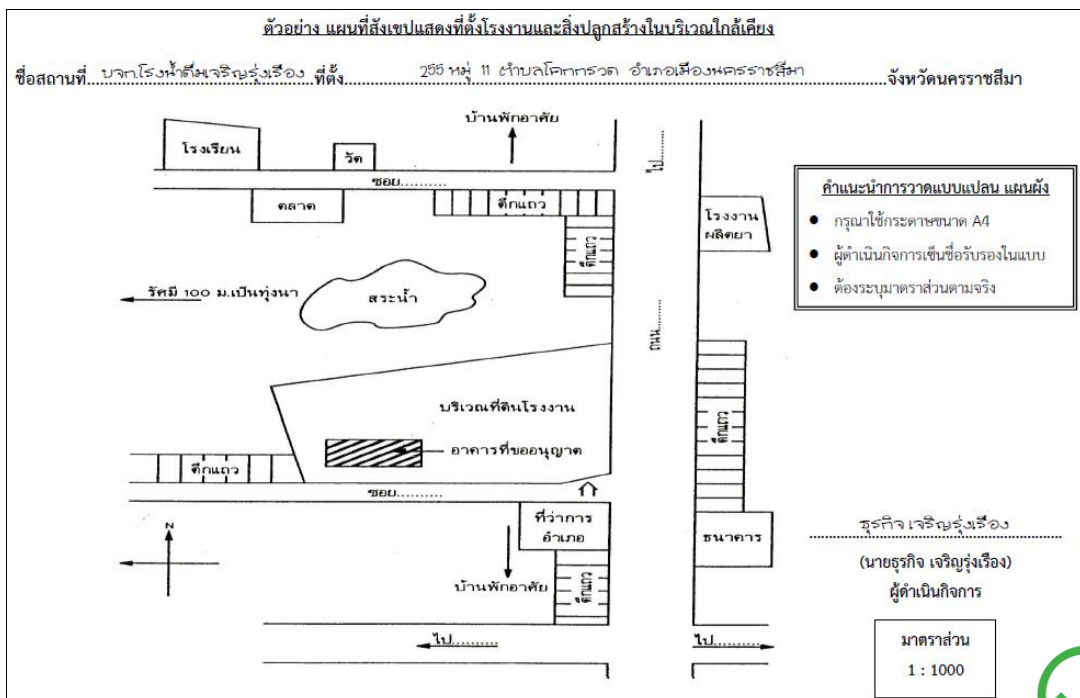 ตัวอย่าง แผนที่สังเขปแสดงที่ตั้งโรงงานและสิ่งปลูกสร้างในบริเวณใกล้เคียง
ชื่อสถานที่..บจก.โรงน้ำดื่มเจริญรุ่งเรือง..ที่ตั้ง..........255 หมู่ 11 ตำบลโคกกรวด อำเภอเมืองนครราชสีมา..........จังหวัดนครราชสีมา
บ้านพักอาศัย
โรงเรียน
วัด
ไป.......
ซอย..........
ตลาด
ตึกแถว
โรงงาน
ผลิตยา
ตึกแถว
คำแนะนำการวาดแบบแปลน แผนผัง
● กรุณาใช้กระดาษขนาด A4
● ผู้ดำเนินกิจการเซ็นชื่อรับรองในแบบ
● ต้องระบุมาตราส่วนตามจริง
รัศมี 100 ม.เป็นทุ่งนา
สระน้ำ
ถนน.......
บริเวณที่ดินโรงงาน
อาคารที่ขออนุญาต
ตึกแถว
ตึกแถว
ซอย..........
N
ที่ว่าการ
อำเภอ
ธนาคาร
บ้านพักอาศัย
ตึกแถว
ธุรกิจ เจริญรุ่งเรือง
(นายธุรกิจ เจริญรุ่งเรือง)
ผู้ดำเนินกิจการ
ไป..........
ไป..........
มาตราส่วน
1 : 1000